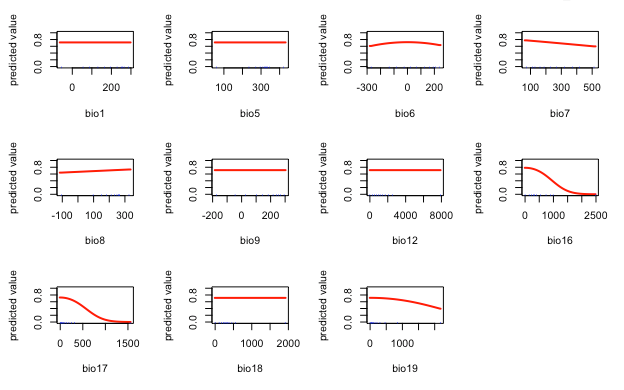 predicted value
0.0 0.8
0 200
bio1
predicted value
0.0 0.8
100 300
bio5
predicted value
0.0 0.8
-300 0 200
bio6
predicted value
0.0 0.8
100 300 500
bio7
predicted value
0.0 0.8
-100 100 300
bio8
predicted value
0.0 0.8
-200 0 200
bio9
predicted value
0.0 0.8
0 4000 8000
bio12
predicted value
0.0 0.8
0 1000 2500
bio16
predicted value
0.0 0.8
0 500 1500
bio17
predicted value
0.0 0.8
0 1000 2000
bio18
predicted value
0.0 0.8
0 1000
bio19